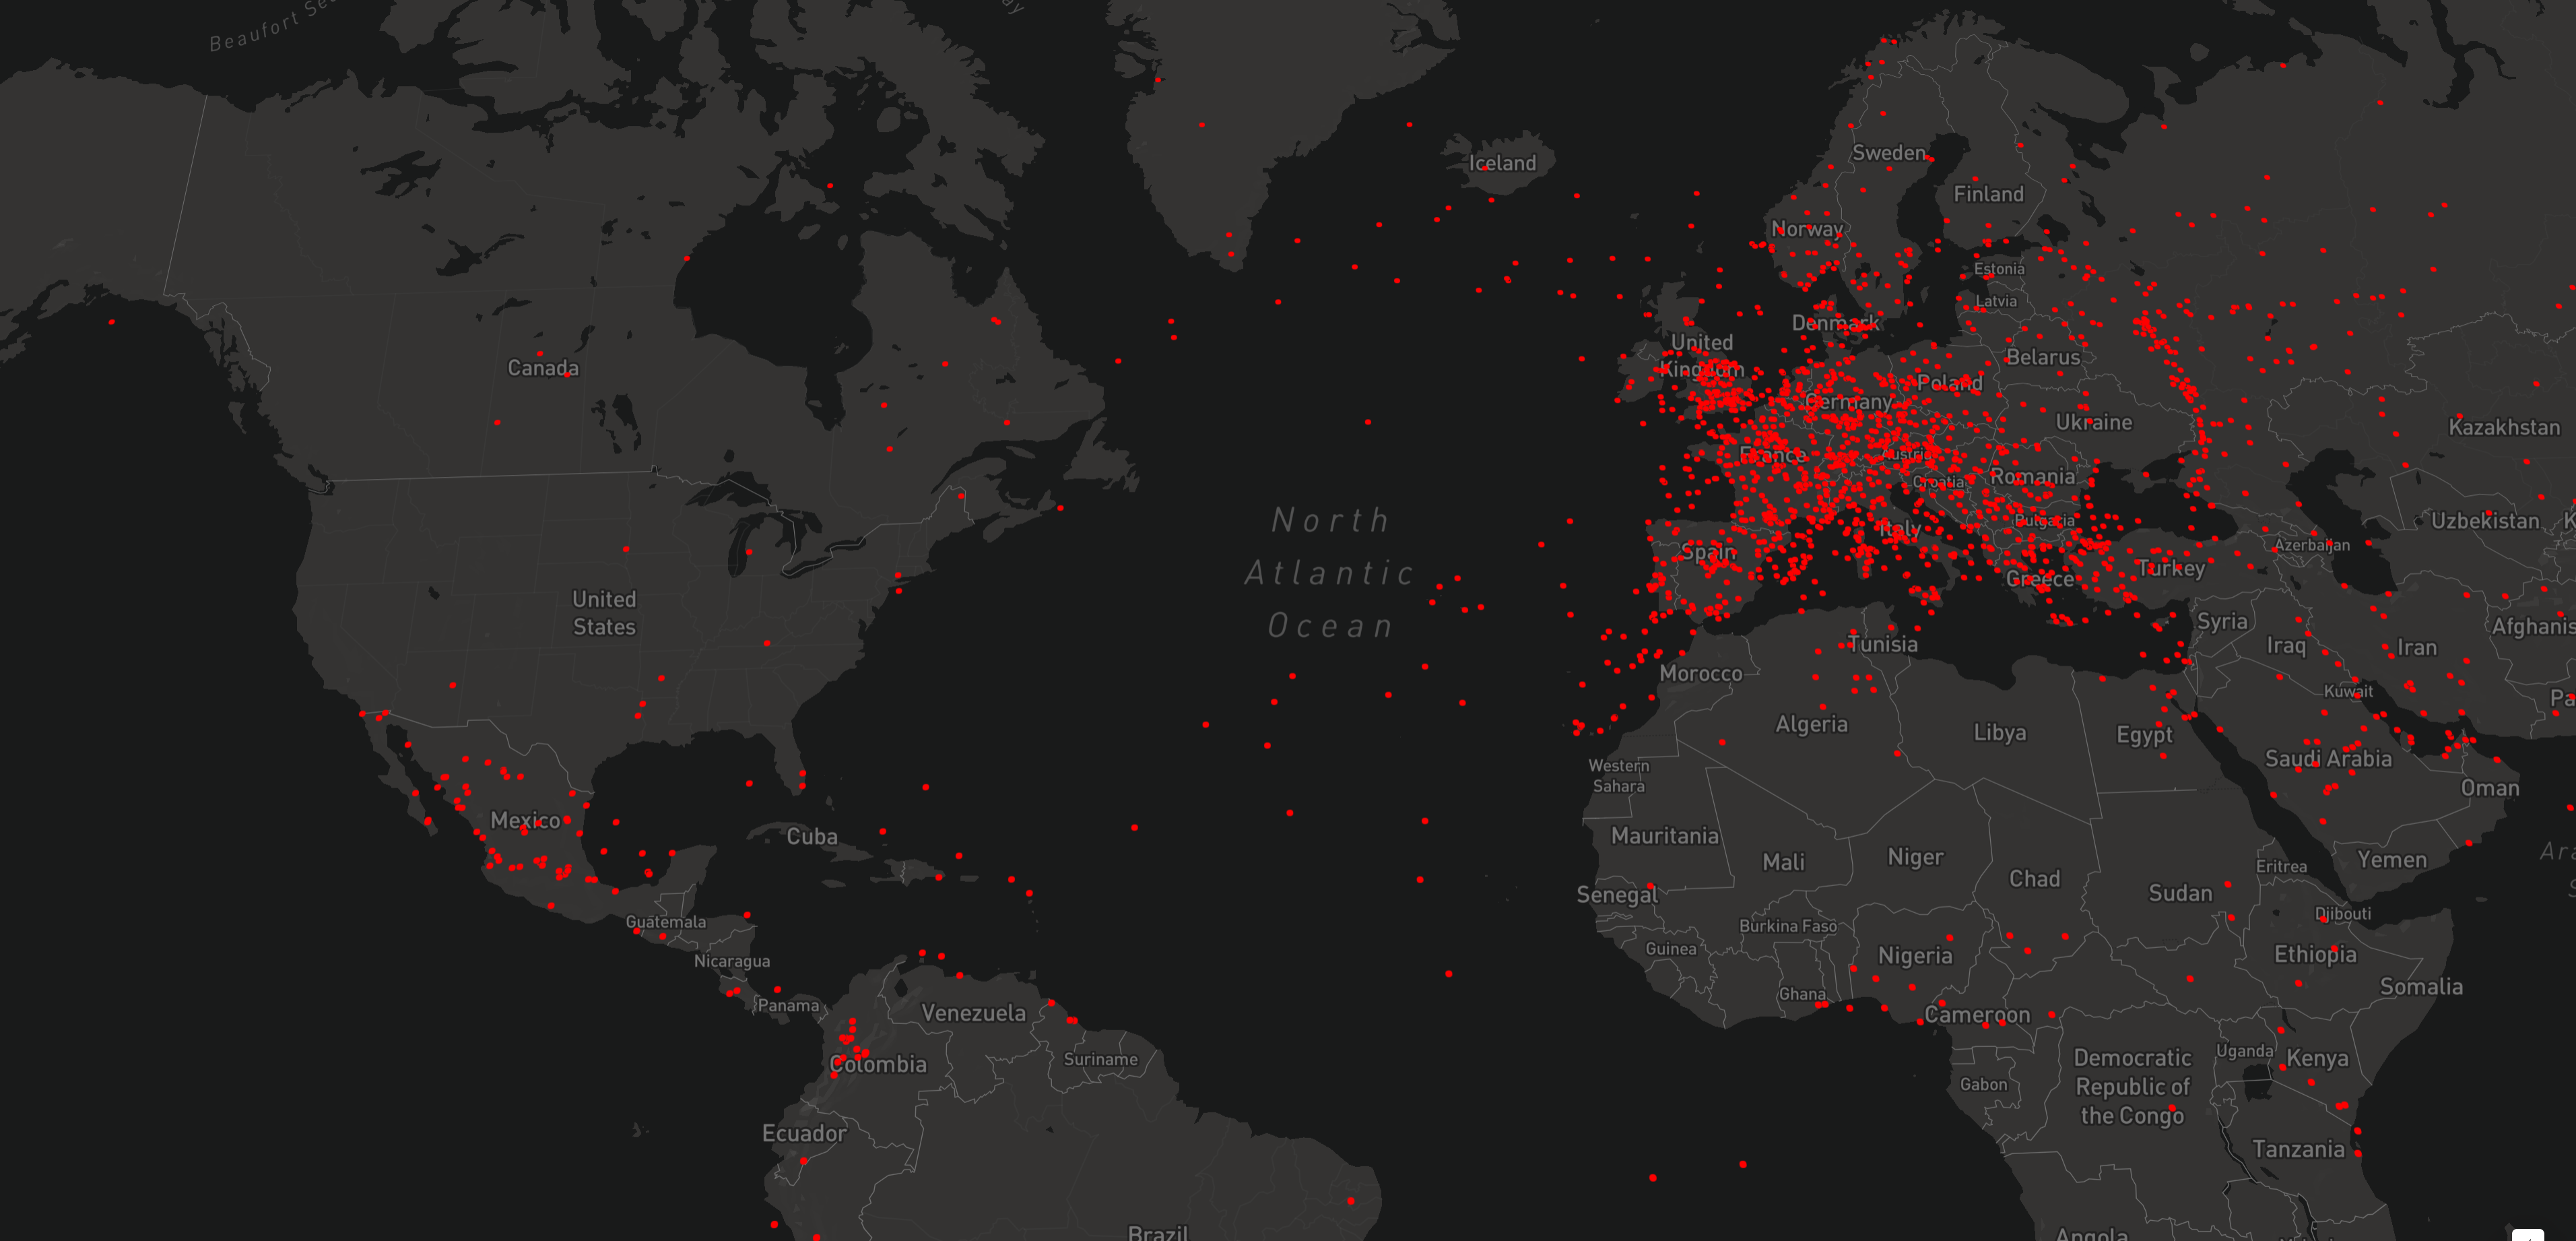 Beaufort Se
ay
Iceland
Sweden
Finland
Norway
Estonia
Latvia
Denmark
United
Kingdom
Belarus
Canada
Poland
Germany
Ukraine
Kazakhstan
France
Austria
Romania
Croatia
North
Atlantic
Ocean
Bulgaria
Uzbekistan
K
Italy
Azerbaijan
Spain
Turkey
Greece
United
States
Syria
Afghanis
Tunisia
Iraq
Iran
Morocco
Kuwait
Pa
Algeria
Libya
Egypt
Western
Sahara
Saudi Arabia
Oman
Mexico
Cuba
Mauritania
Mali
Niger
Chad
Eritrea
Yemen
Ara
S
Senegal
Sudan
Guatemala
Burkina Faso
Djibouti
Guinea
Nigeria
Ethiopia
Nicaragua
Somalia
Panama
Ghana
Venezuela
Cameroon
Colombia
Suriname
Uganda
Kenya
Democratic
Republic of
the Congo
Gabon
Ecuador
Tanzania
Brazil
Angola